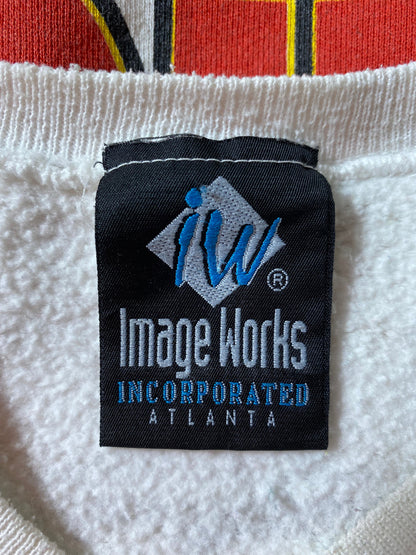 iw ®
Image Works
INCORPORATED
ATLANTA